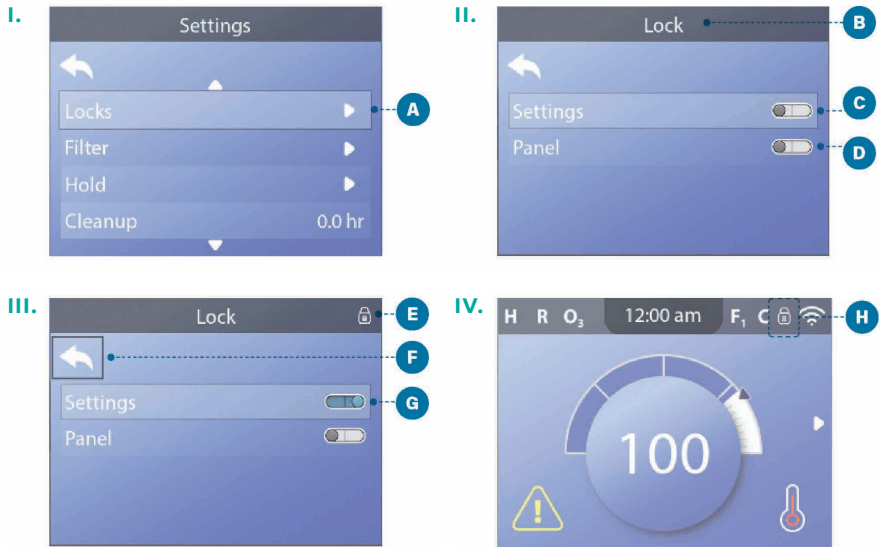 I.
Settings
Locks
A
Filter
Hold
Cleanup 0.0 hr
II.
Lock
B
Settings
C
Panel
D
III.
Lock
E
F
Settings
G
Panel
IV.
H R O₃ 12:00 am F₁ C
H
100